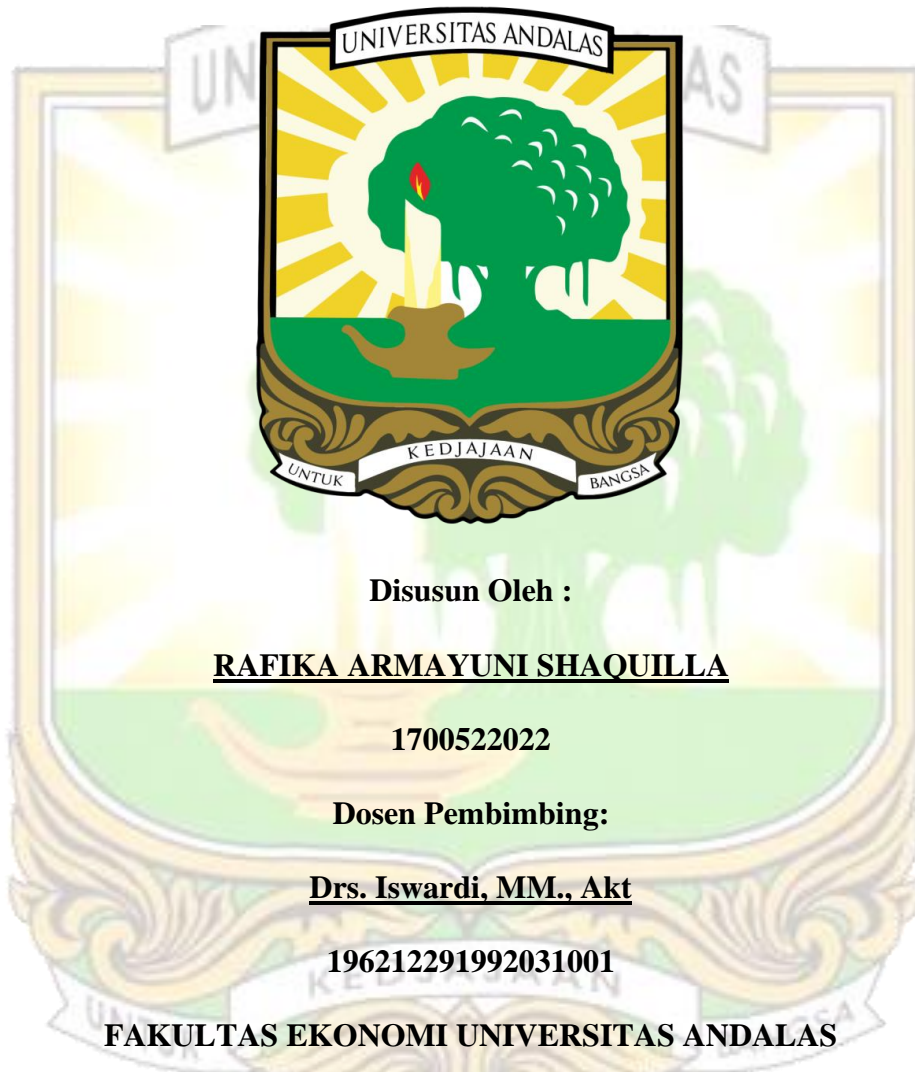 UNIVERSITAS ANDALAS
UNTUK KEDJAJAAN BANGSA
Disusun Oleh :
RAFIKA ARMAYUNI SHAQUILLA
1700522022
Dosen Pembimbing:
Drs. Iswardi, MM., Akt
196212291992031001
FAKULTAS EKONOMI UNIVERSITAS ANDALAS